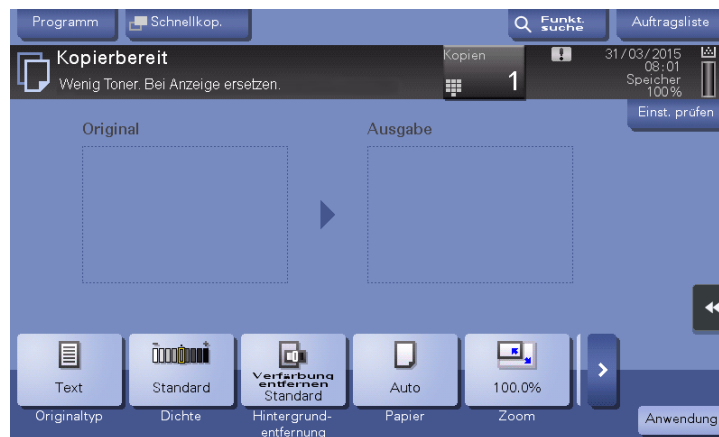 Programm
Schnellkop.
Funkt.
suche
Auftragsliste
Kopierbereit
Wenig Toner. Bei Anzeige ersetzen.
Kopien
1
31/03/2015
08:01
Speicher
100%
Einst. prüfen
Original
Ausgabe
Text
Standard
Verfärbung
entfernen
Standard
Auto
100.0%
Originaltyp
Dichte
Hintergrund-
entfernung
Papier
Zoom
Anwendung